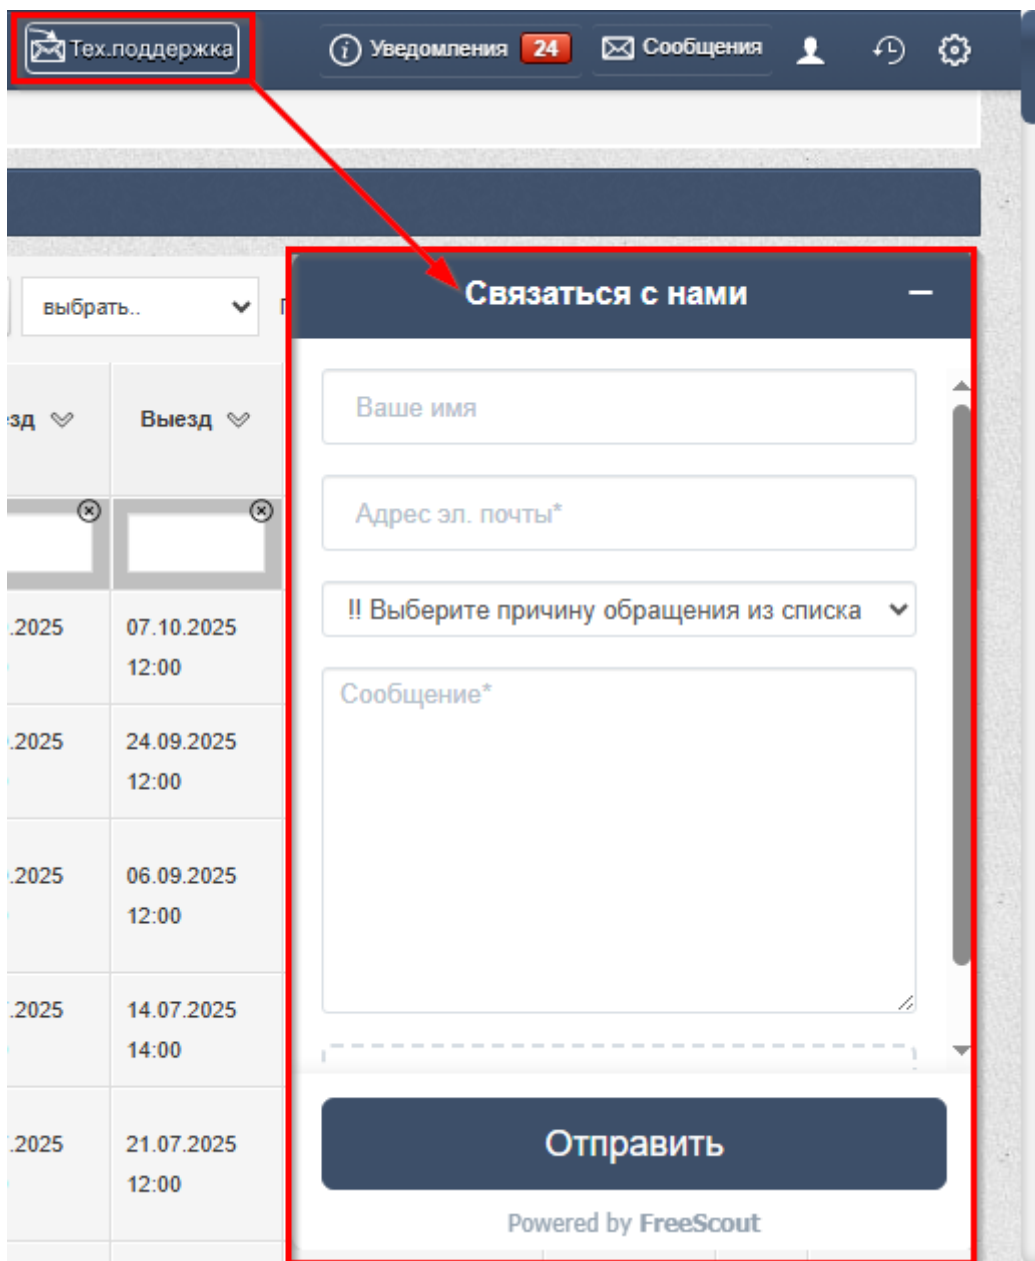 Тех.поддержка
Уведомления 24
Сообщения
Связаться с нами
выбрать..
Выезд
Ваше имя
Адрес эл. почты*
!! Выберите причину обращения из списка
Сообщение*
.2025
07.10.2025
12:00
.2025
24.09.2025
12:00
.2025
06.09.2025
12:00
.2025
14.07.2025
14:00
.2025
21.07.2025
12:00
Отправить
Powered by FreeScout